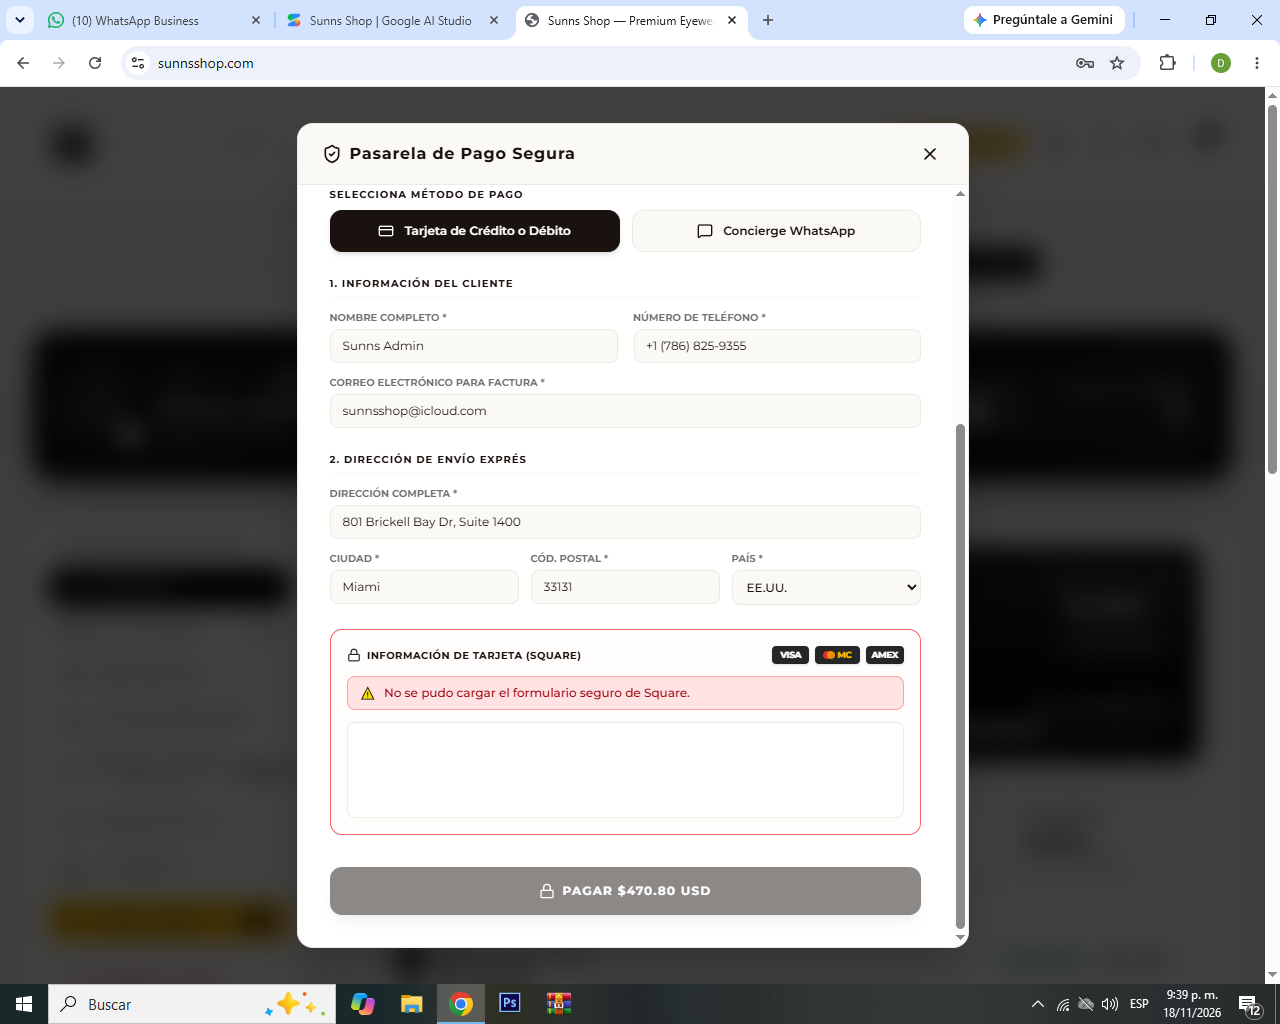 (10) WhatsApp Business
Sunns Shop | Google AI Studio
Sunns Shop — Premium Eyewe
Pregúntale a Gemini
sunnsshop.com
D
Pasarela de Pago Segura
SELECCIONA MÉTODO DE PAGO
Tarjeta de Crédito o Débito
Concierge WhatsApp
1. INFORMACIÓN DEL CLIENTE
NOMBRE COMPLETO *
NÚMERO DE TELÉFONO *
Sunns Admin
+1 (786) 825-9355
CORREO ELECTRÓNICO PARA FACTURA *
sunnsshop@icloud.com
2. DIRECCIÓN DE ENVÍO EXPRÉS
DIRECCIÓN COMPLETA *
801 Brickell Bay Dr, Suite 1400
CIUDAD *
CÓD. POSTAL *
PAÍS *
Miami
33131
EE.UU.
INFORMACIÓN DE TARJETA (SQUARE)
VISA
MC
AMEX
No se pudo cargar el formulario seguro de Square.
PAGAR $470.80 USD
Buscar
Ps
ESP
9:39 p. m.
18/11/2026
12